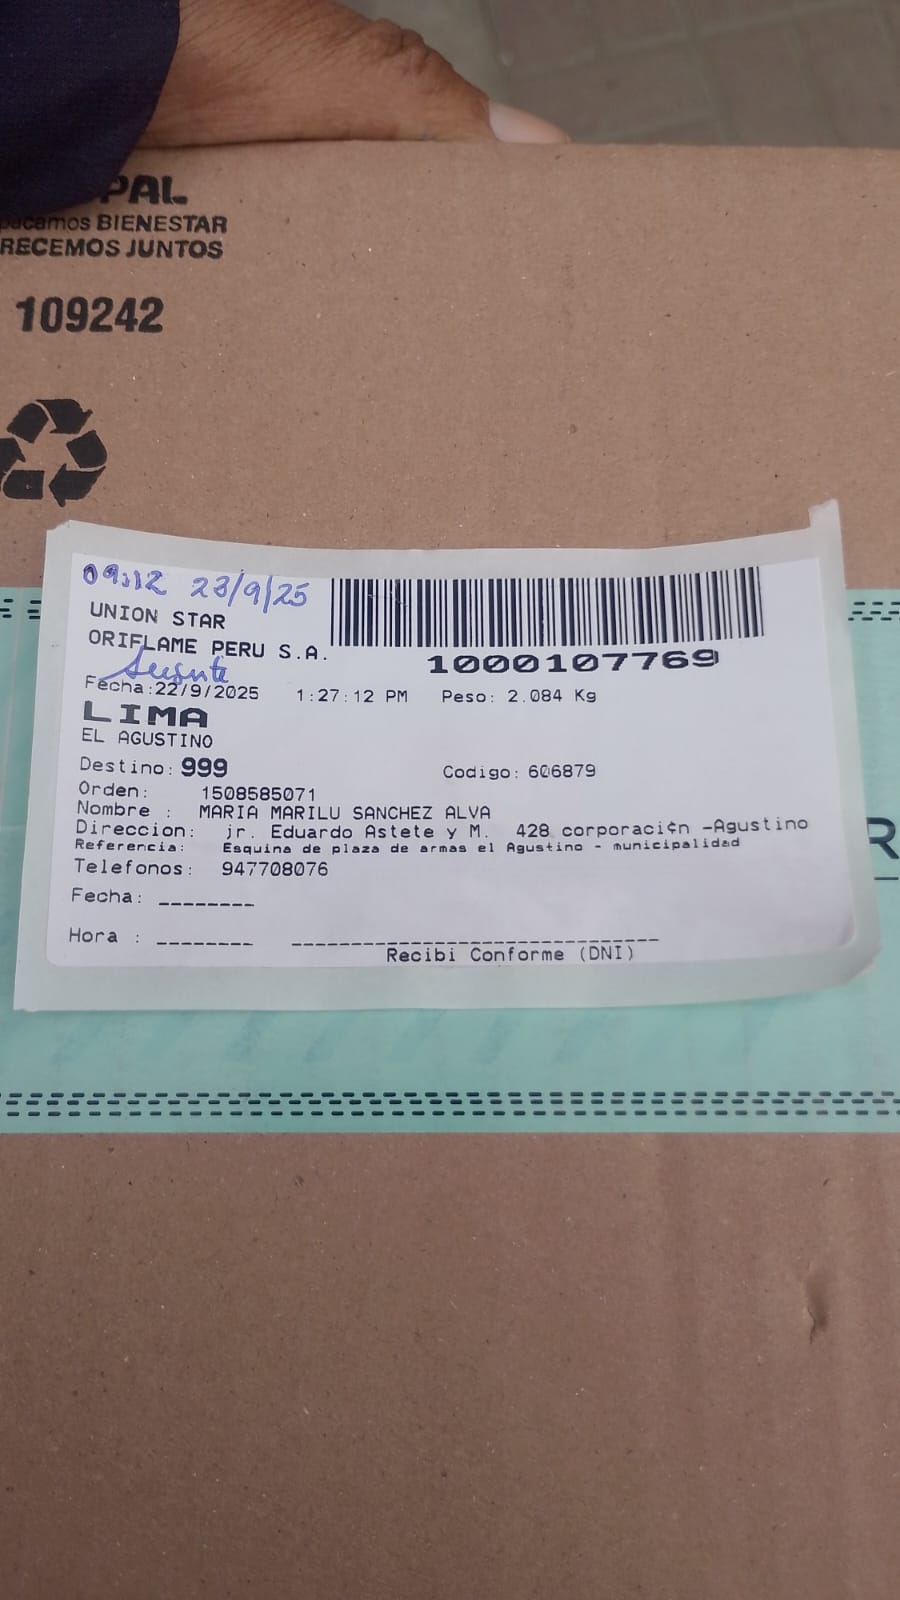 PAL
pacamos BIENESTAR
RECEMOS JUNTOS
109242
09:12 23/9/25
UNION STAR
ORIFLAME PERU S.A.
1000107769
Fecha:22/9/2025 1:27:12 PM Peso: 2.084 Kg
LIMA
EL AGUSTINO
Destino: 999 Codigo: 606879
Orden: 1508585071
Nombre : MARIA MARILU SANCHEZ ALVA
Direccion: jr. Eduardo Astete y M. 428 corporaci¢n -Agustino
Referencia: Esquina de plaza de armas el Agustino - municipalidad
Telefonos: 947708076
Fecha: ________
Hora : ________
Recibi Conforme (DNI)
R